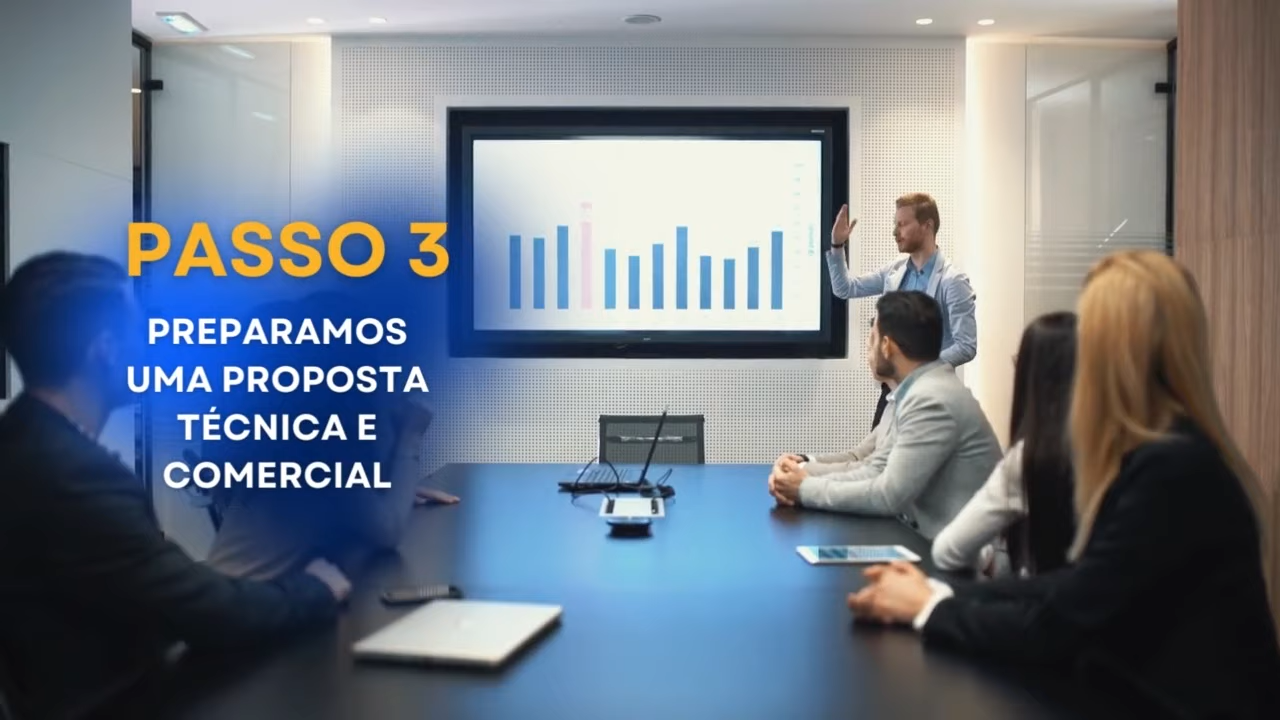 PASSO 3
PREPARAMOS
UMA PROPOSTA
TÉCNICA E
COMERCIAL